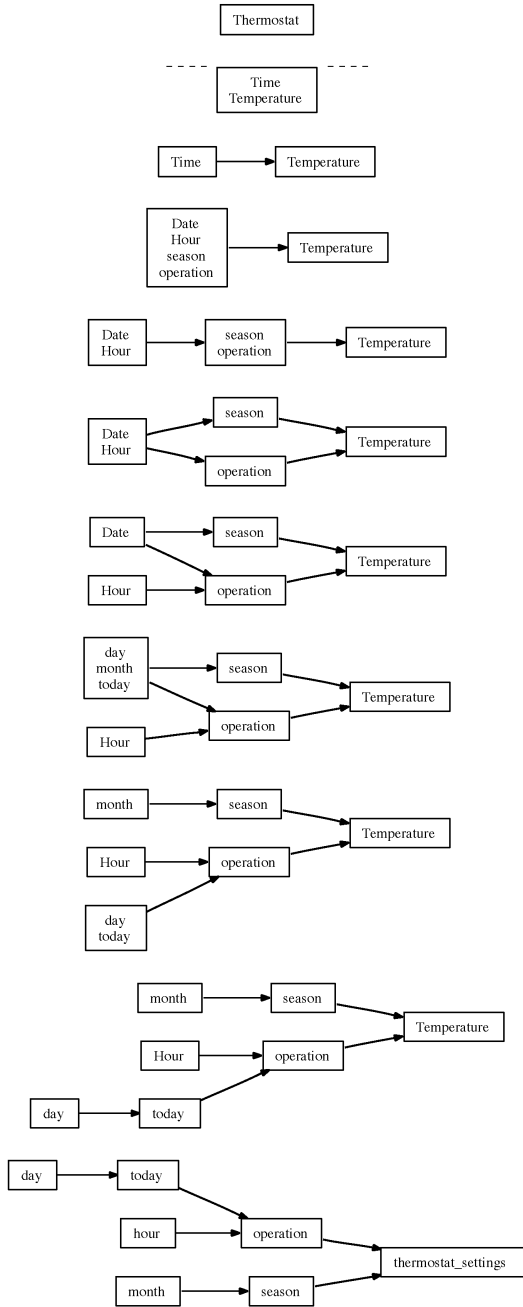 Thermostat
Time
Temperature
Time
Temperature
Date
Hour
season
operation
Temperature
Date
Hour
season
operation
Temperature
Date
Hour
season
operation
Temperature
Date
season
Hour
operation
Temperature
day
month
today
season
Hour
operation
Temperature
month
season
Temperature
Hour
operation
day
today
month
season
Temperature
Hour
operation
day
today
day
today
hour
operation
thermostat_settings
month
season